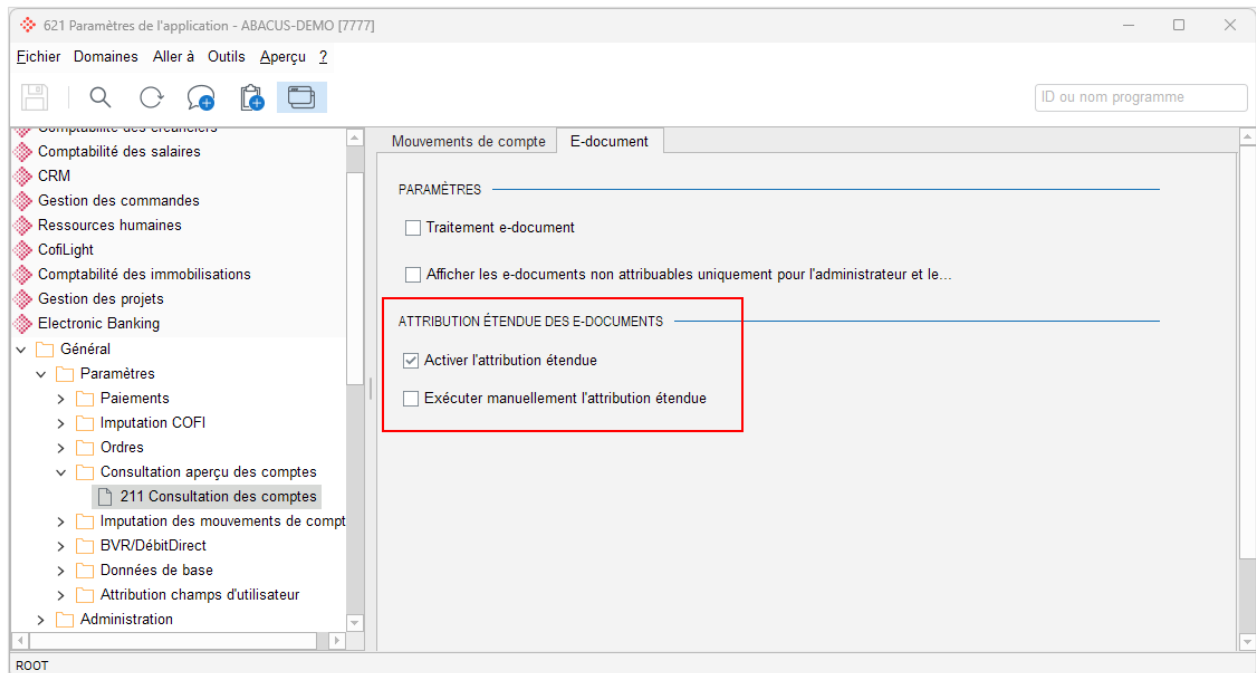 621 Paramètres de l'application - ABACUS-DEMO [7777]
Fichier Domaines Aller à Outils Aperçu ?
ID ou nom programme
Comptabilité des créanciers
Comptabilité des salaires
CRM
Gestion des commandes
Ressources humaines
CofiLight
Comptabilité des immobilisations
Gestion des projets
Electronic Banking
Général
Paramètres
Paiements
Imputation COFI
Ordres
Consultation aperçu des comptes
211 Consultation des comptes
Imputation des mouvements de compt
BVR/DébitDirect
Données de base
Attribution champs d'utilisateur
Administration
Mouvements de compte E-document
PARAMÈTRES
Traitement e-document
Afficher les e-documents non attribuables uniquement pour l'administrateur et le...
ATTRIBUTION ÉTENDUE DES E-DOCUMENTS
Activer l'attribution étendue
Exécuter manuellement l'attribution étendue
ROOT